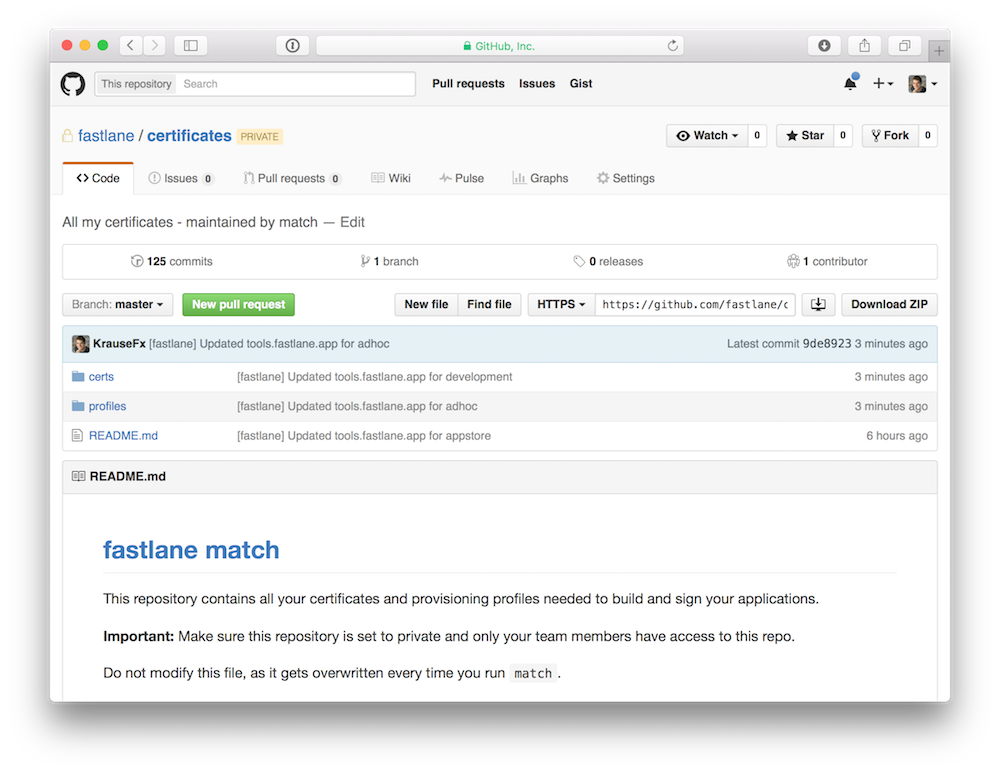 GitHub, Inc.
This repository Search Pull requests Issues Gist
fastlane / certificates PRIVATE Watch 0 Star 0 Fork 0
Code Issues 0 Pull requests 0 Wiki Pulse Graphs Settings
All my certificates - maintained by match — Edit
125 commits 1 branch 0 releases 1 contributor
Branch: master New pull request New file Find file HTTPS https://github.com/fastlane/c Download ZIP
KrauseFx [fastlane] Updated tools.fastlane.app for adhoc Latest commit 9de8923 3 minutes ago
certs [fastlane] Updated tools.fastlane.app for development 3 minutes ago
profiles [fastlane] Updated tools.fastlane.app for adhoc 3 minutes ago
README.md [fastlane] Updated tools.fastlane.app for appstore 6 hours ago
README.md
fastlane match
This repository contains all your certificates and provisioning profiles needed to build and sign your applications.
Important: Make sure this repository is set to private and only your team members have access to this repo.
Do not modify this file, as it gets overwritten every time you run match.